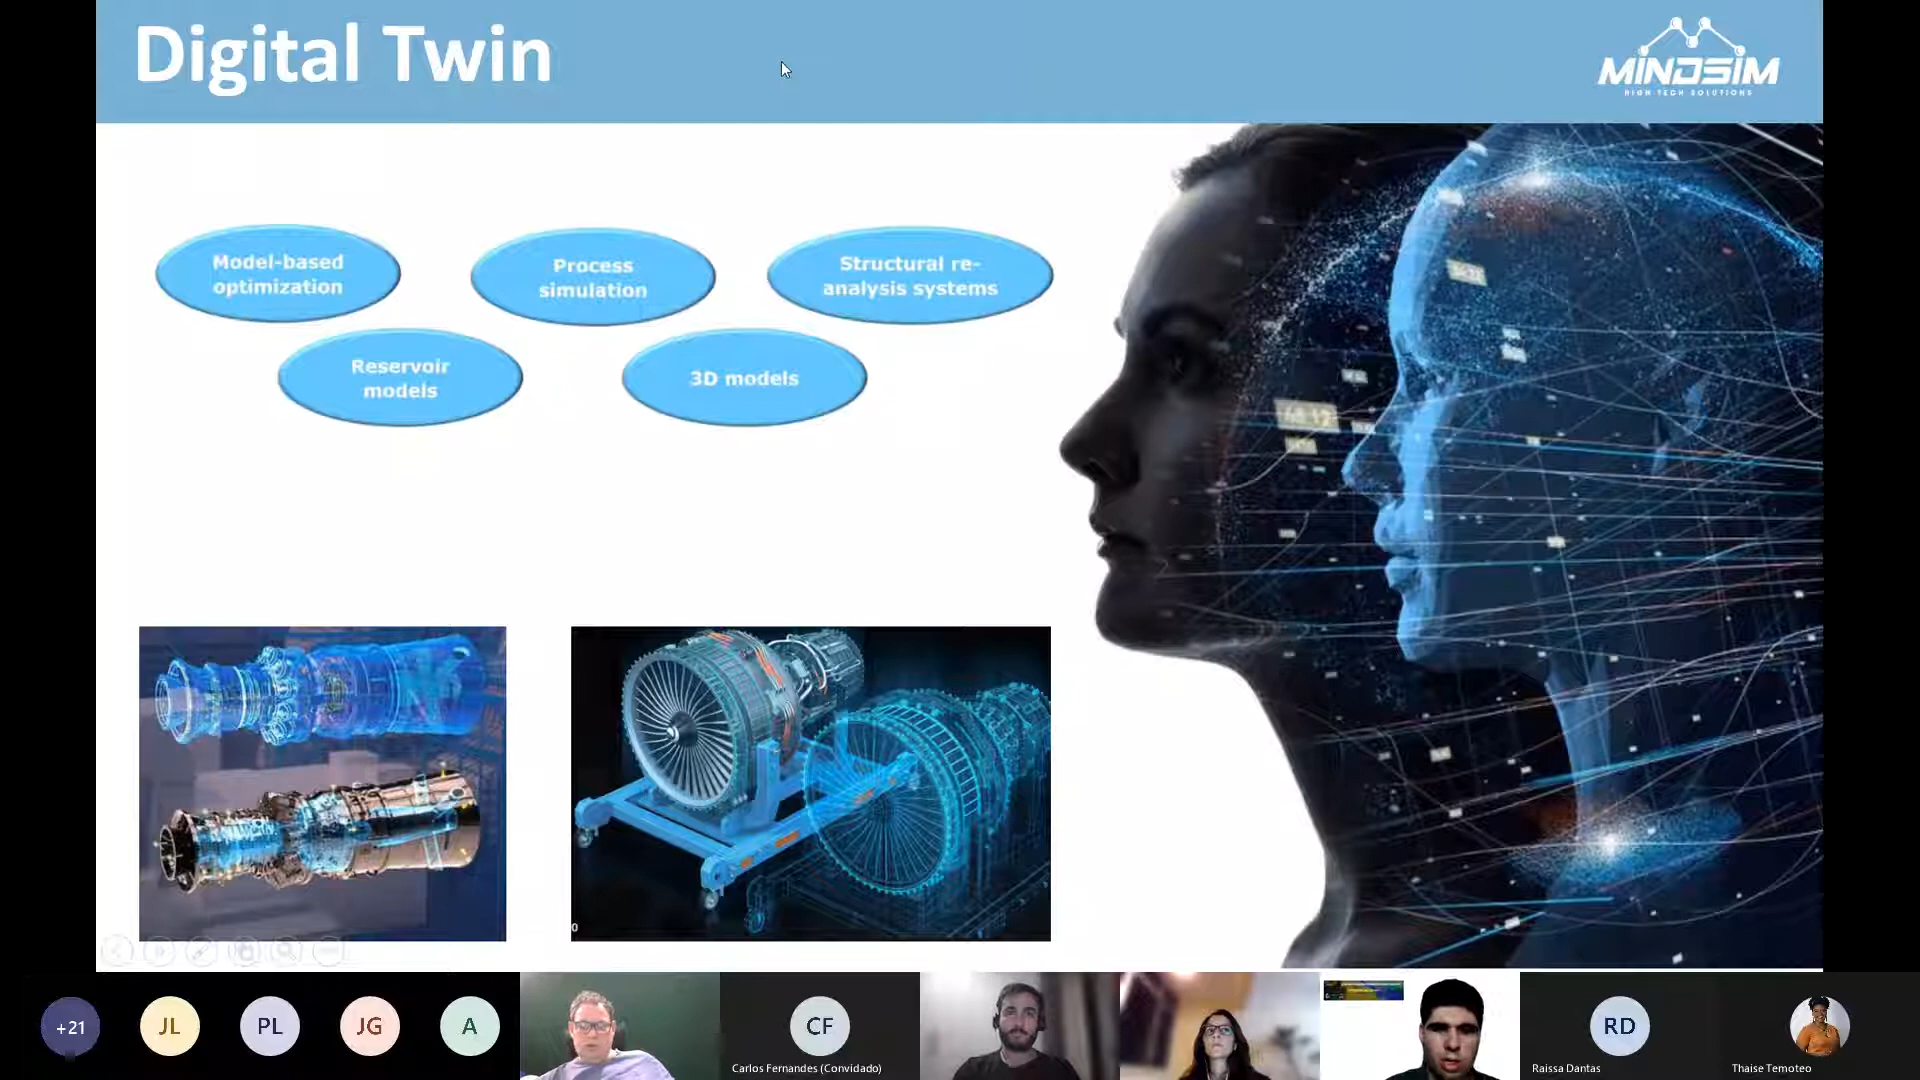 Digital Twin
MINDSIM
HIGH TECH SOLUTIONS
Model-based
optimization
Process
simulation
Structural re-
analysis systems
Reservoir
models
3D models
0
+21
JL
PL
JG
A
CF
Carlos Fernandes (Convidado)
RD
Raissa Dantas
Thaise Temoteo